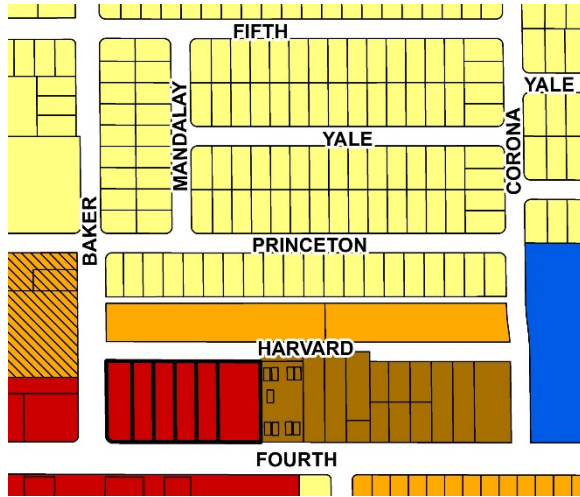 FIFTH
YALE
MANDALAY
YALE
CORONA
BAKER
PRINCETON
HARVARD
FOURTH